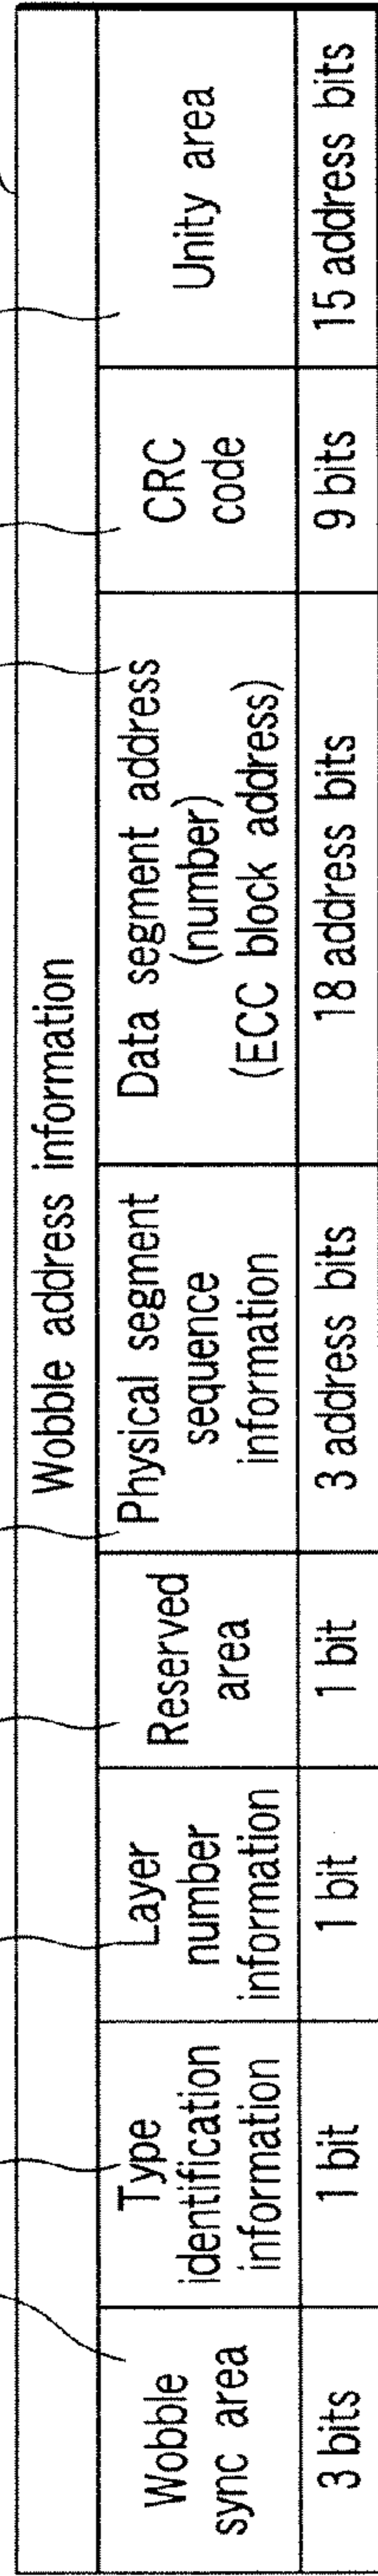 Wobble address information
Wobble
sync area
Type
identification
information
Layer
number
information
Reserved
area
Physical segment
sequence
information
Data segment address
(number)
(ECC block address)
CRC
code
Unity area
3 bits
1 bit
1 bit
1 bit
3 address bits
18 address bits
9 bits
15 address bits